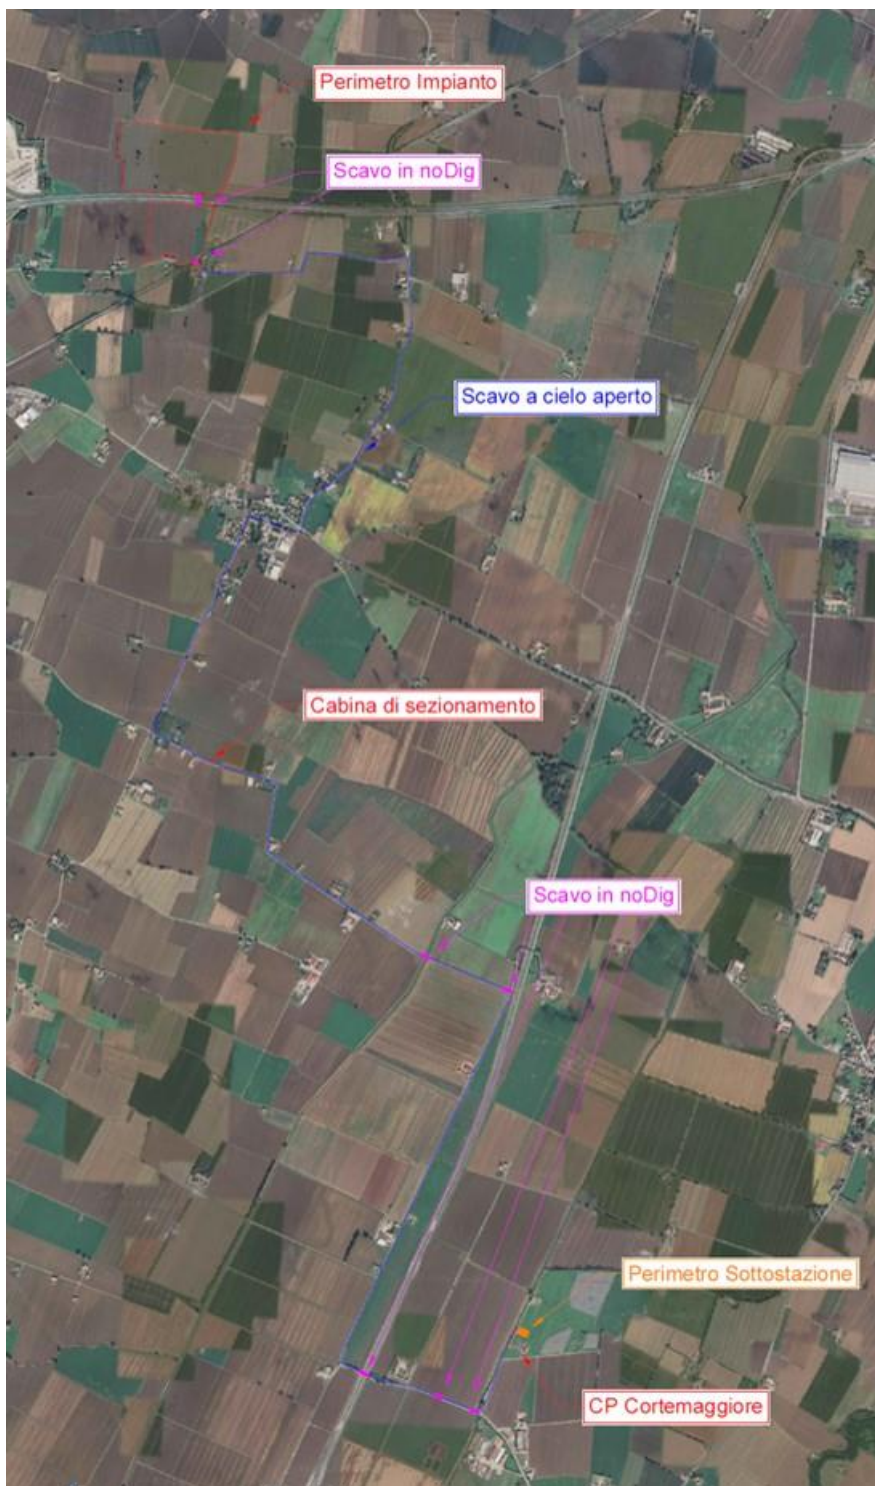 Perimetro Impianto
Scavo in noDig
Scavo a cielo aperto
Cabina di sezionamento
Scavo in noDig
Perimetro Sottostazione
CP Cortemaggiore